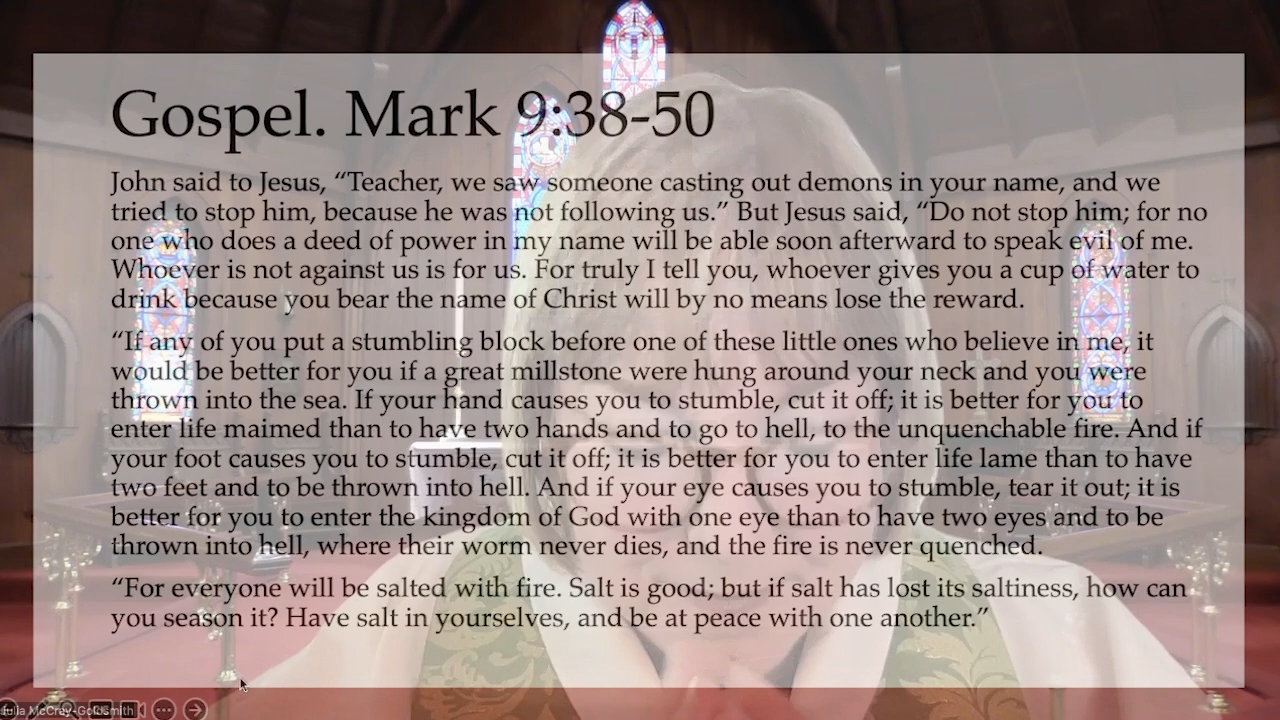 Gospel. Mark 9:38-50
John said to Jesus, “Teacher, we saw someone casting out demons in your name, and we
tried to stop him, because he was not following us.” But Jesus said, “Do not stop him; for no
one who does a deed of power in my name will be able soon afterward to speak evil of me.
Whoever is not against us is for us. For truly I tell you, whoever gives you a cup of water to
drink because you bear the name of Christ will by no means lose the reward.
“If any of you put a stumbling block before one of these little ones who believe in me, it
would be better for you if a great millstone were hung around your neck and you were
thrown into the sea. If your hand causes you to stumble, cut it off; it is better for you to
enter life maimed than to have two hands and to go to hell, to the unquenchable fire. And if
your foot causes you to stumble, cut it off; it is better for you to enter life lame than to have
two feet and to be thrown into hell. And if your eye causes you to stumble, tear it out; it is
better for you to enter the kingdom of God with one eye than to have two eyes and to be
thrown into hell, where their worm never dies, and the fire is never quenched.
“For everyone will be salted with fire. Salt is good; but if salt has lost its saltiness, how can
you season it? Have salt in yourselves, and be at peace with one another.”
Julia McCray-Goldsmith